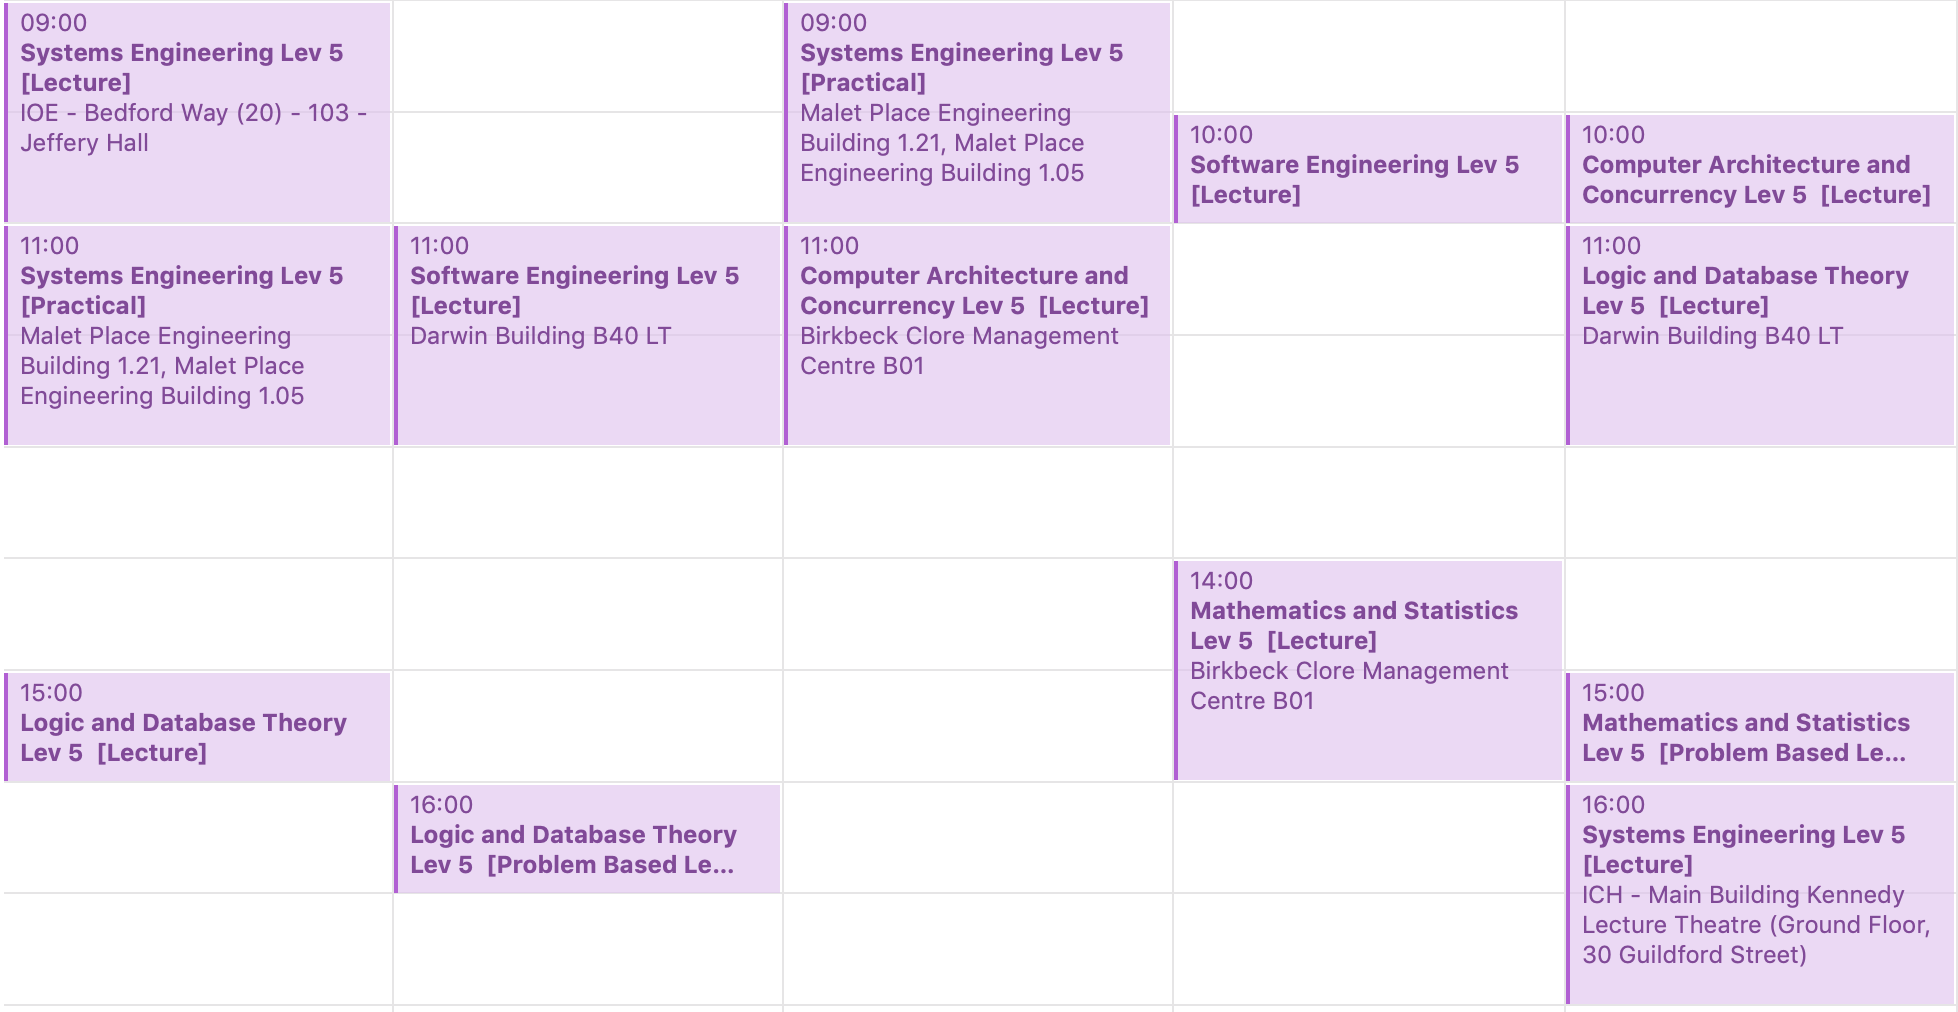 09:00
Systems Engineering Lev 5
[Lecture]
IOE - Bedford Way (20) - 103 -
Jeffery Hall
11:00
Systems Engineering Lev 5
[Practical]
Malet Place Engineering
Building 1.21, Malet Place
Engineering Building 1.05
15:00
Logic and Database Theory
Lev 5 [Lecture]
11:00
Software Engineering Lev 5
[Lecture]
Darwin Building B40 LT
16:00
Logic and Database Theory
Lev 5 [Problem Based Le...
09:00
Systems Engineering Lev 5
[Practical]
Malet Place Engineering
Building 1.21, Malet Place
Engineering Building 1.05
11:00
Computer Architecture and
Concurrency Lev 5 [Lecture]
Birkbeck Clore Management
Centre B01
10:00
Software Engineering Lev 5
[Lecture]
14:00
Mathematics and Statistics
Lev 5 [Lecture]
Birkbeck Clore Management
Centre B01
10:00
Computer Architecture and
Concurrency Lev 5 [Lecture]
11:00
Logic and Database Theory
Lev 5 [Lecture]
Darwin Building B40 LT
15:00
Mathematics and Statistics
Lev 5 [Problem Based Le...
16:00
Systems Engineering Lev 5
[Lecture]
ICH - Main Building Kennedy
Lecture Theatre (Ground Floor,
30 Guildford Street)